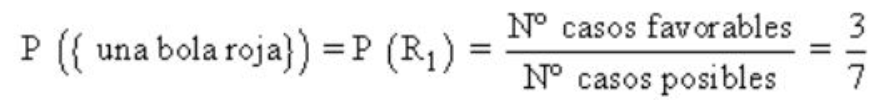 P ({ una bola roja}) = P (R₁) = Nº casos favorables / Nº casos posibles = 3/7